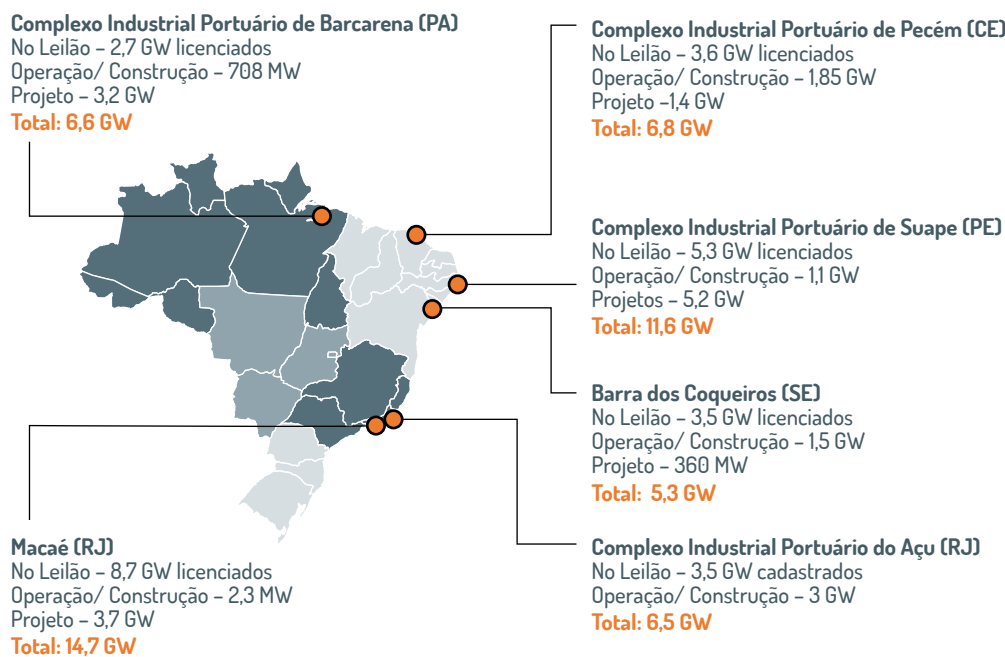 Complexo Industrial Portuário de Barcarena (PA)
No Leilão – 2,7 GW licenciados
Operação/ Construção – 708 MW
Projeto – 3,2 GW
Total: 6,6 GW
Complexo Industrial Portuário de Pecém (CE)
No Leilão – 3,6 GW licenciados
Operação/ Construção – 1,85 GW
Projeto –1,4 GW
Total: 6,8 GW
Complexo Industrial Portuário de Suape (PE)
No Leilão – 5,3 GW licenciados
Operação/ Construção – 1,1 GW
Projetos – 5,2 GW
Total: 11,6 GW
Barra dos Coqueiros (SE)
No Leilão – 3,5 GW licenciados
Operação/ Construção – 1,5 GW
Projeto – 360 MW
Total: 5,3 GW
Macaé (RJ)
No Leilão – 8,7 GW licenciados
Operação/ Construção – 2,3 MW
Projeto – 3,7 GW
Total: 14,7 GW
Complexo Industrial Portuário do Açu (RJ)
No Leilão – 3,5 GW cadastrados
Operação/ Construção – 3 GW
Total: 6,5 GW